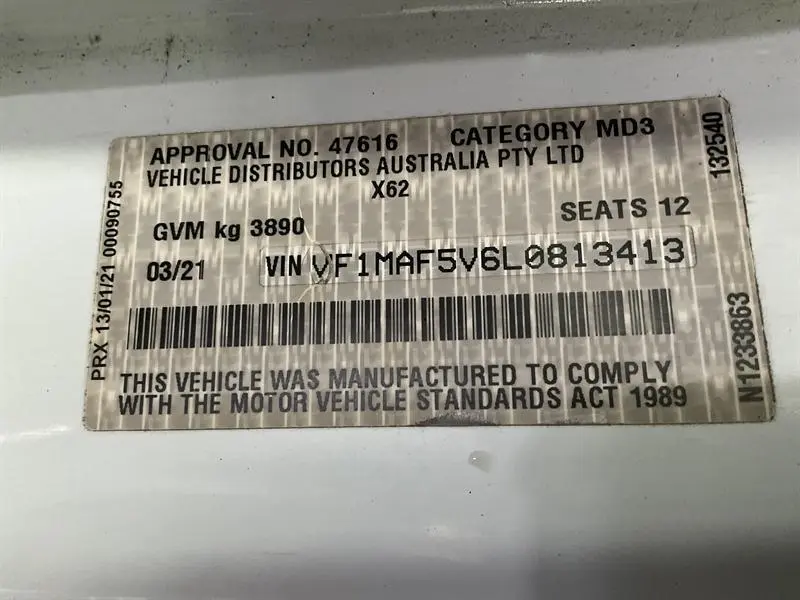 APPROVAL NO. 47616 CATEGORY MD3
VEHICLE DISTRIBUTORS AUSTRALIA PTY LTD
X62
GVM kg 3890 SEATS 12
03/21 VIN VF1MAF5V6L0813413
THIS VEHICLE WAS MANUFACTURED TO COMPLY
WITH THE MOTOR VEHICLE STANDARDS ACT 1989
PRX 13/01/21 00090755
132540
N1233863